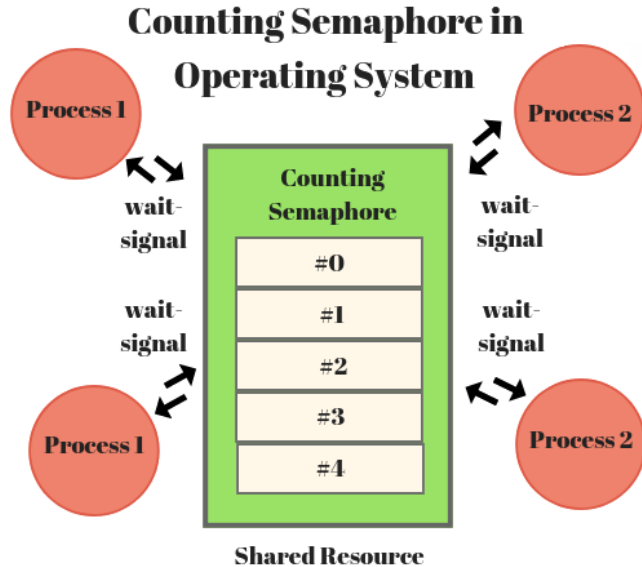 Counting Semaphore in
Operating System
Process 1
Process 2
Counting
Semaphore
wait-
signal
wait-
signal
#0
#1
#2
#3
#4
wait-
signal
wait-
signal
Process 1
Process 2
Shared Resource